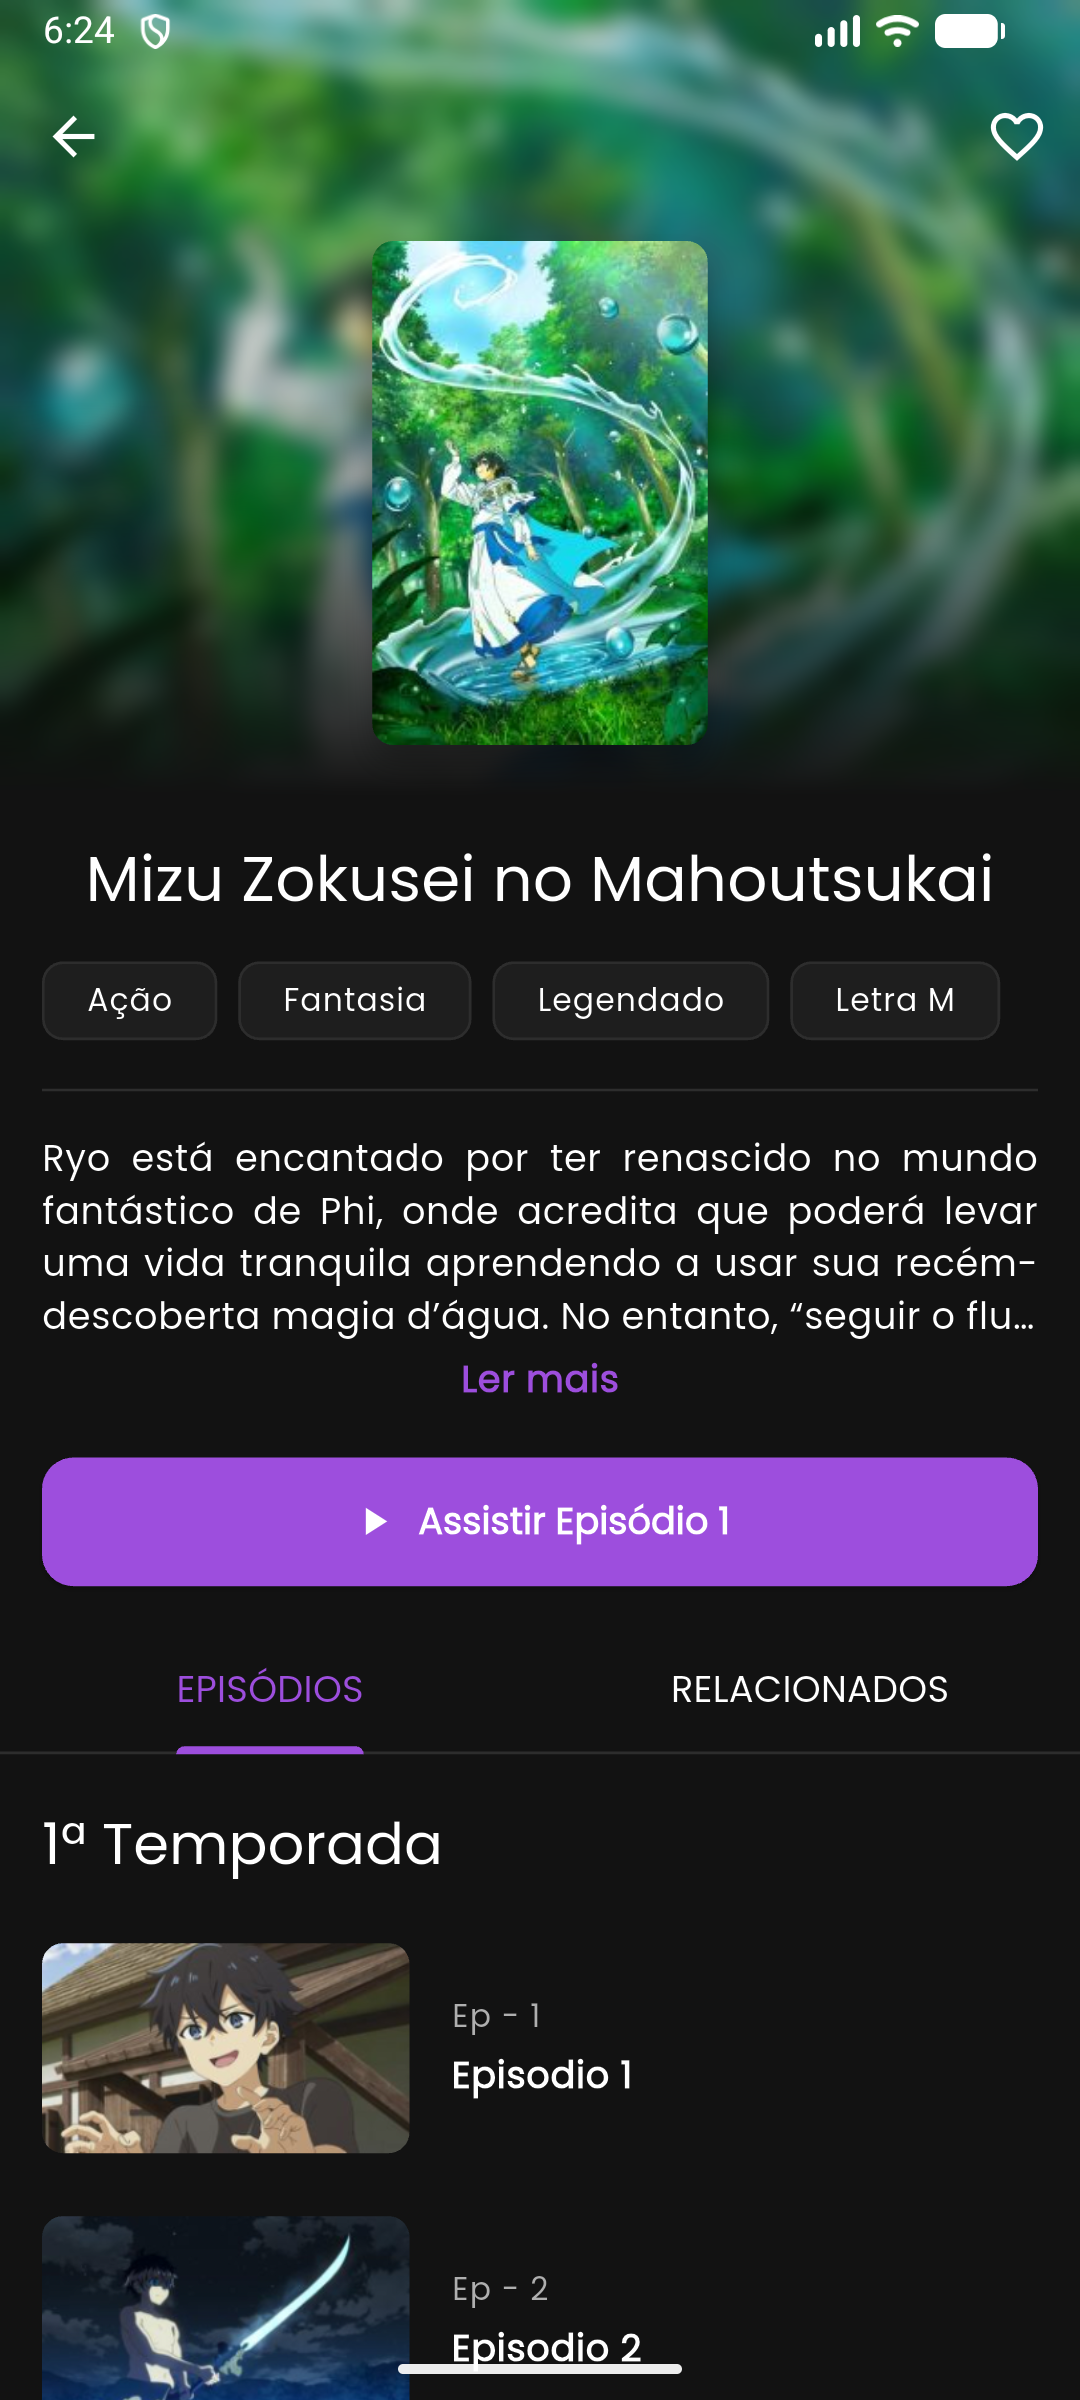 6:24
Mizu Zokusei no Mahoutsukai
Ação Fantasia Legendado Letra M
Ryo está encantado por ter renascido no mundo
fantástico de Phi, onde acredita que poderá levar
uma vida tranquila aprendendo a usar sua recém-
descoberta magia d’água. No entanto, “seguir o flu...
Ler mais
Assistir Episódio 1
EPISÓDIOS RELACIONADOS
1ª Temporada
Ep - 1
Episodio 1
Ep - 2
Episodio 2